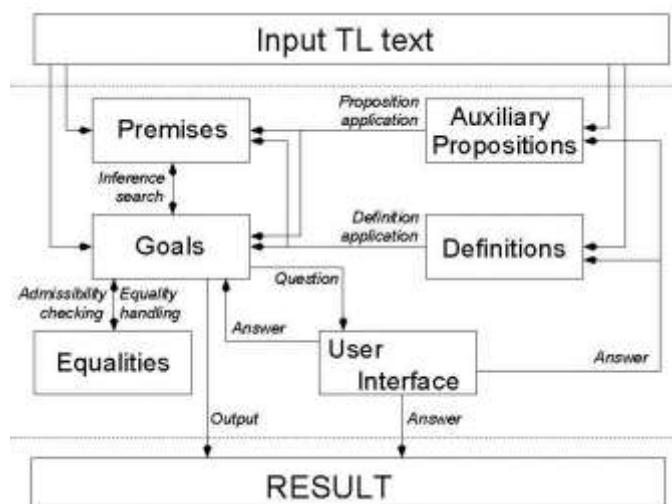 Input TL text
Proposition
application
Premises
Auxiliary
Propositions
Inference
search
Definition
application
Goals
Definitions
Question
Admissibility
checking
Equality
handling
Answer
User
Interface
Answer
Equalities
Output
Answer
RESULT